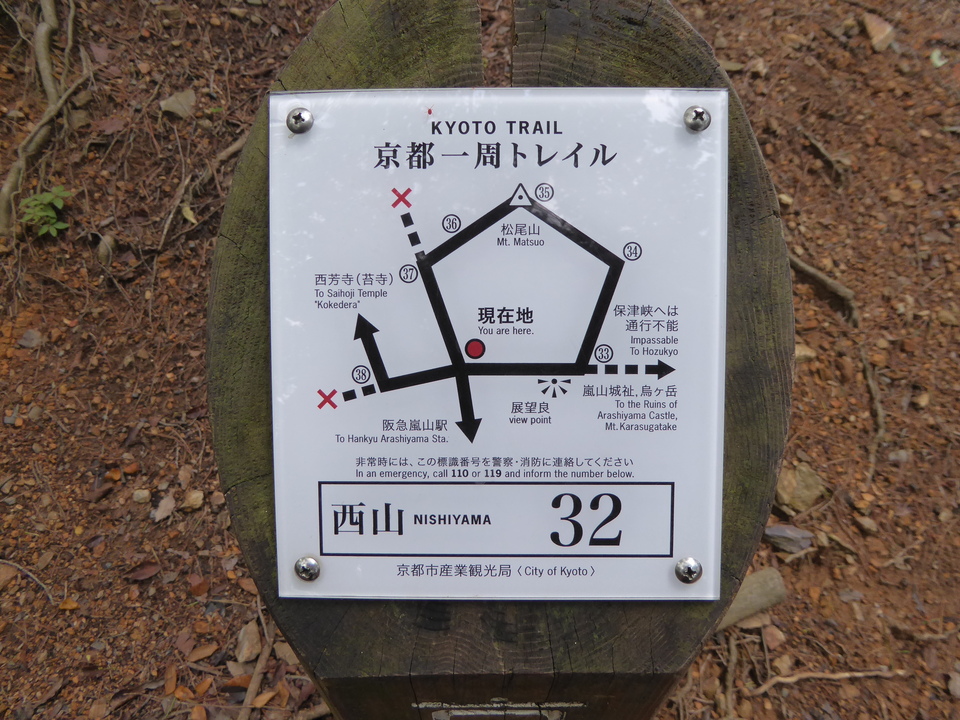 KYOTO TRAIL
京都一周トレイル
㉟
㊱
松尾山
Mt. Matsuo
㉞
㊲
西芳寺(苔寺)
To Saihoji Temple
"Kokedera"
保津峡へは
通行不能
Impassable
To Hozukyo
現在地
You are here.
㉝
㊳
嵐山城祉,烏ケ岳
To the Ruins of
Arashiyama Castle,
Mt. Karasugatake
展望良
view point
阪急嵐山駅
To Hankyu Arashiyama Sta.
非常時には、この標識番号を警察・消防に連絡してください
In an emergency, call 110 or 119 and inform the number below.
西山 NISHIYAMA 32
京都市産業観光局〈City of Kyoto〉